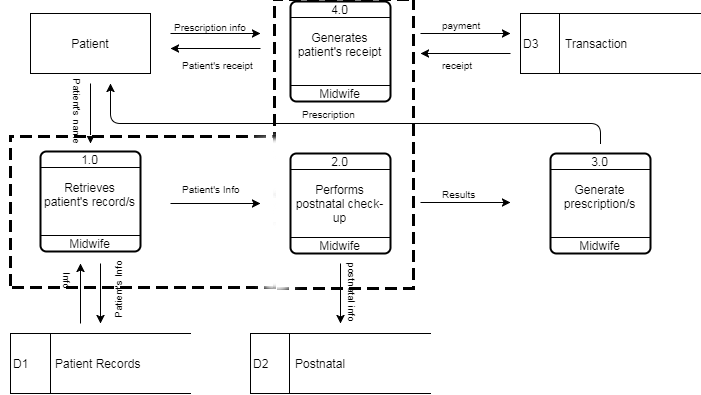 4.0
Prescription info
payment
Patient
Generates
patient's receipt
D3
Transaction
Patient's receipt
receipt
Midwife
Patient's name
Prescription
1.0
2.0
3.0
Retrieves
patient's record/s
Patient's Info
Performs
postnatal check-
up
Results
Generate
prescription/s
Midwife
Midwife
Midwife
Info
Patient's Info
postnatal info
D1
Patient Records
D2
Postnatal